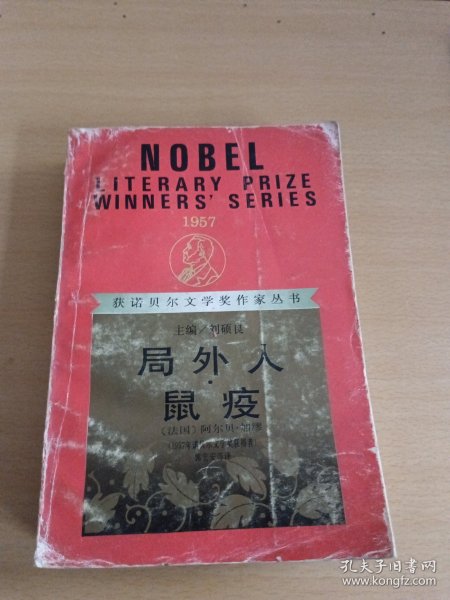 NOBEL
LITERARY PRIZE
WINNERS' SERIES
1957
获诺贝尔文学奖作家丛书
主编/刘硕良
局外人
·
鼠疫
(法国)阿尔贝·加缪
孔夫子旧书网
www.kongfz.com